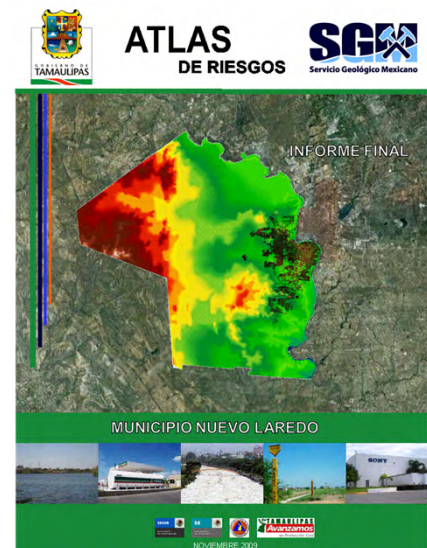 ATLAS
DE RIESGOS
GOBIERNO DE
TAMAULIPAS
SGM
Servicio Geológico Mexicano
INFORME FINAL
MUNICIPIO NUEVO LAREDO
SONY
TAMAULIPAS
Avanzamos
NOVIEMBRE 2009